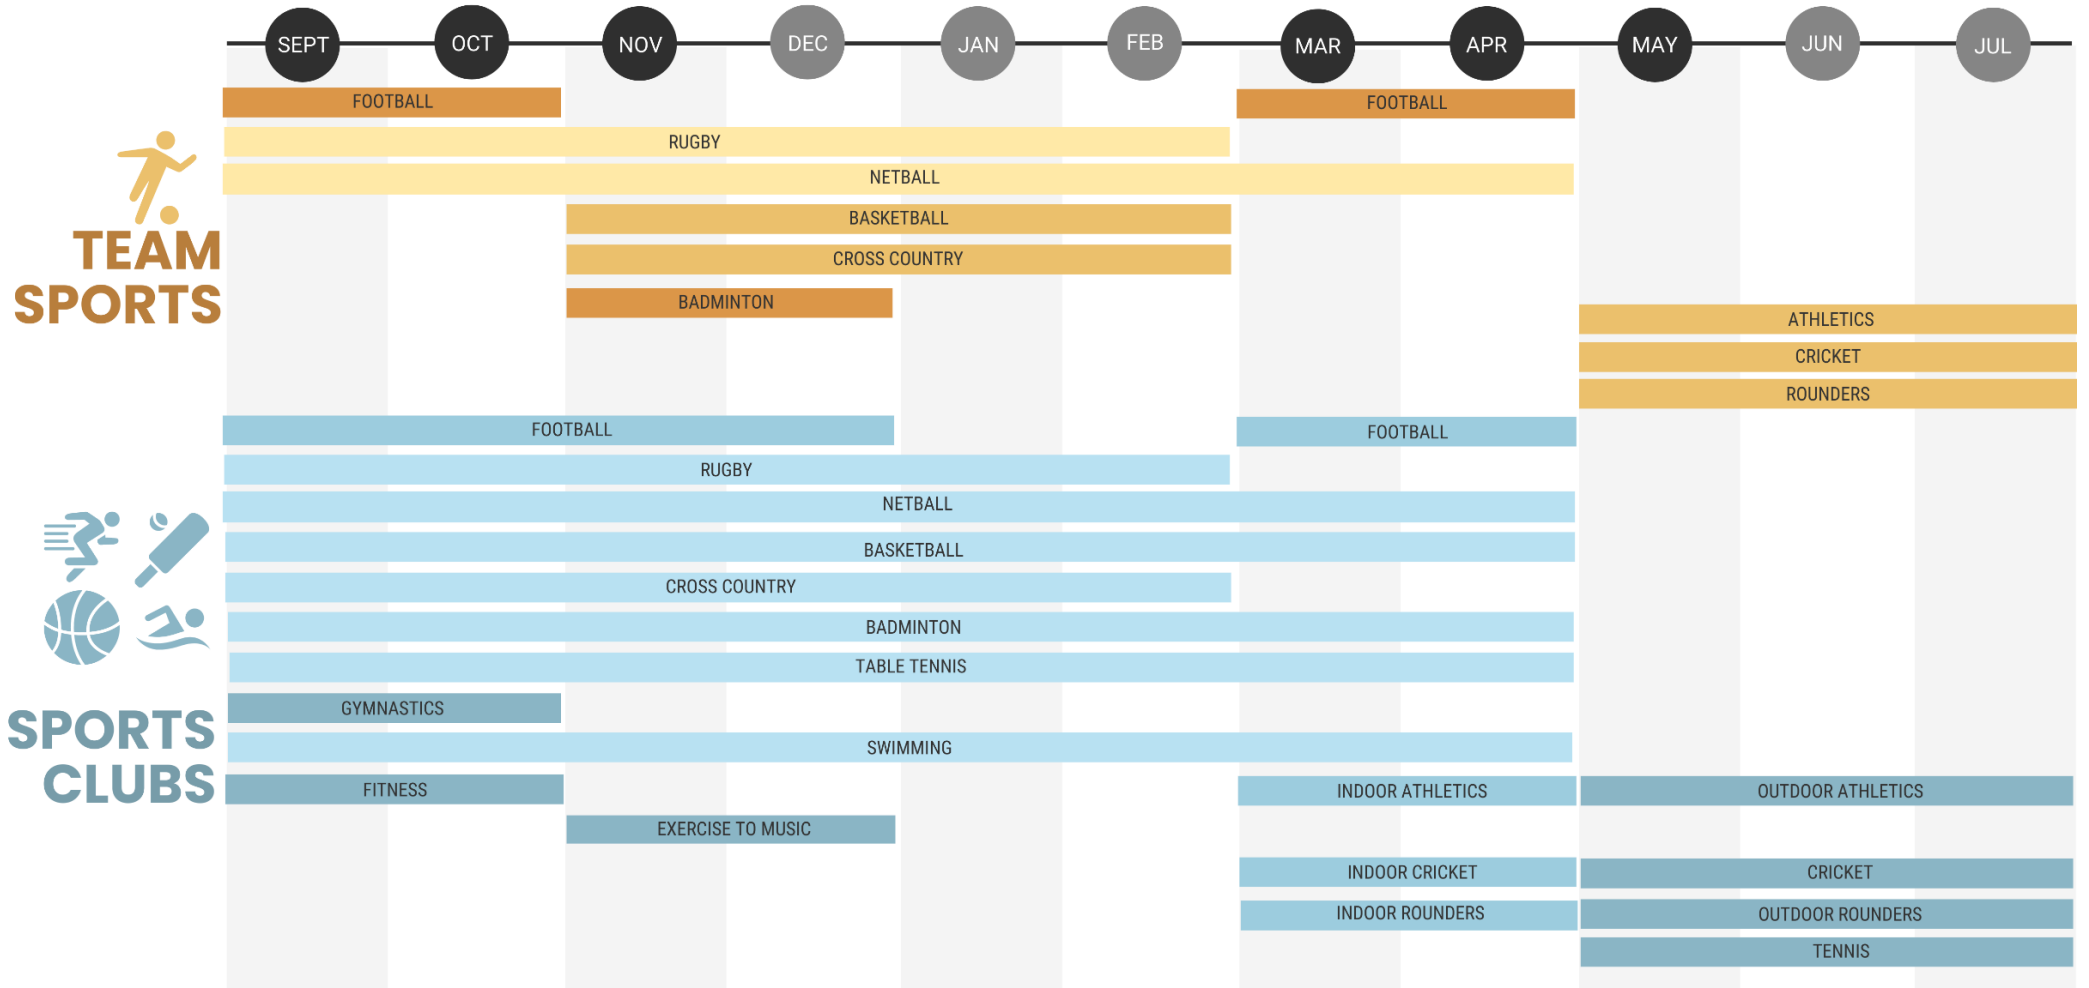 SEPT OCT NOV DEC JAN FEB MAR APR MAY JUN JUL
FOOTBALL FOOTBALL
RUGBY
NETBALL
BASKETBALL
CROSS COUNTRY
BADMINTON
TEAM
SPORTS
ATHLETICS
CRICKET
ROUNDERS
FOOTBALL FOOTBALL
RUGBY
NETBALL
BASKETBALL
CROSS COUNTRY
BADMINTON
TABLE TENNIS
GYMNASTICS
SWIMMING
SPORTS
CLUBS
FITNESS INDOOR ATHLETICS OUTDOOR ATHLETICS
EXERCISE TO MUSIC
INDOOR CRICKET CRICKET
INDOOR ROUNDERS OUTDOOR ROUNDERS
TENNIS